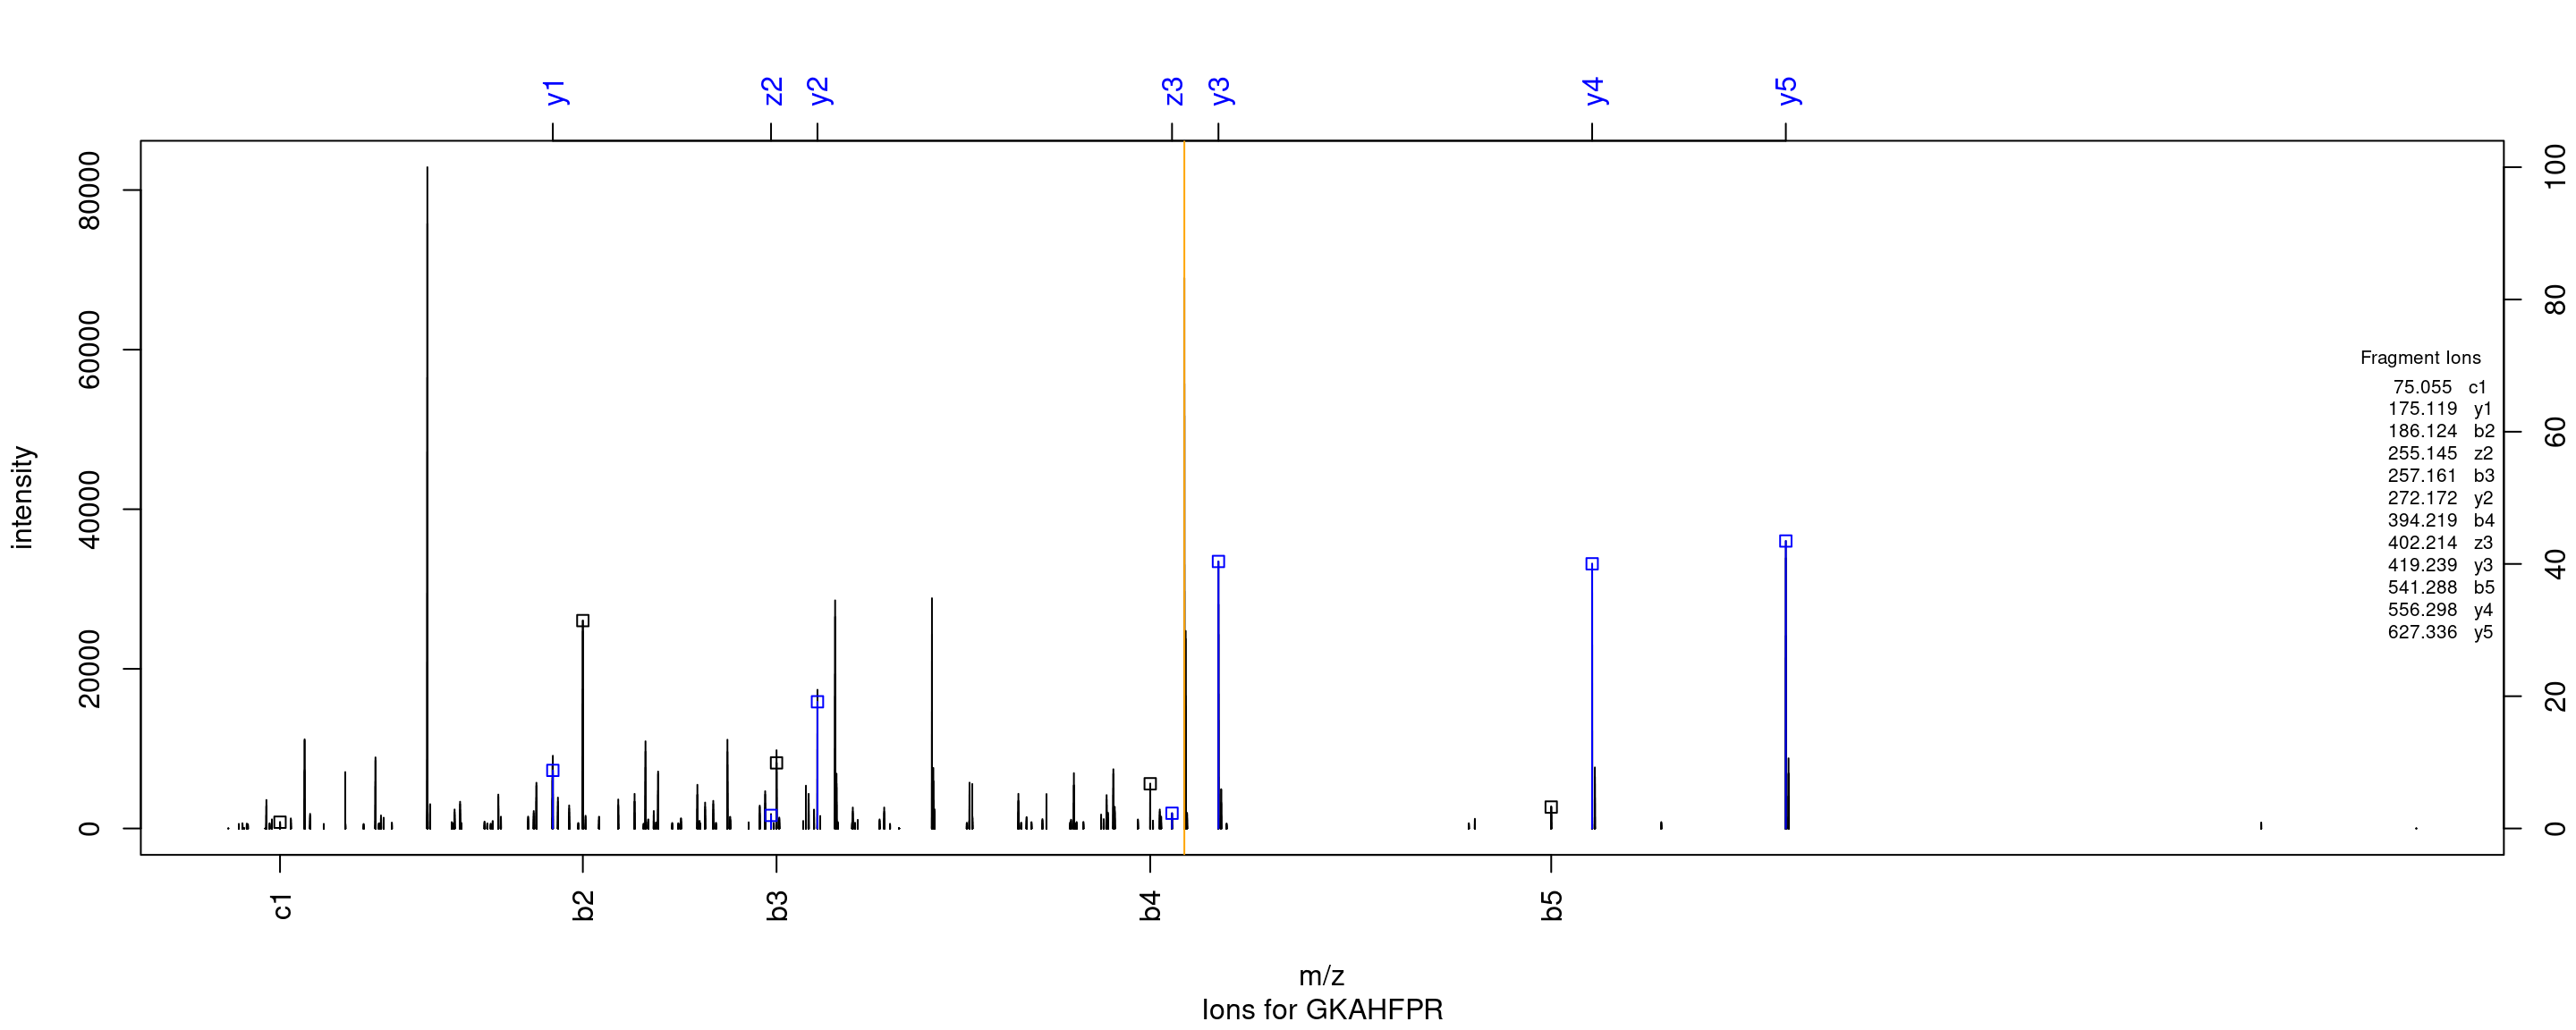 y1 z2 y2 z3 y3 y4 y5
80000 100
60000 80
40000 60
20000 40
0 20
0
intensity
Fragment Ions
75.055 c1
175.119 y1
186.124 b2
255.145 z2
257.161 b3
272.172 y2
394.219 b4
402.214 z3
419.239 y3
541.288 b5
556.298 y4
627.336 y5
c1 b2 b3 b4 b5
m/z
Ions for GKAHFPR